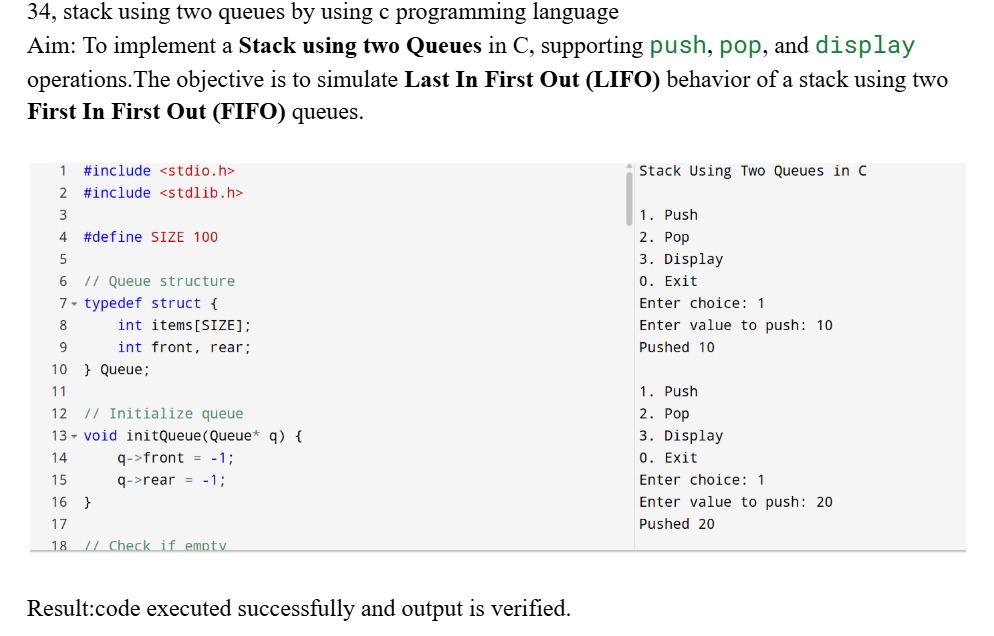 34, stack using two queues by using c programming language
Aim: To implement a Stack using two Queues in C, supporting push, pop, and display
operations.The objective is to simulate Last In First Out (LIFO) behavior of a stack using two
First In First Out (FIFO) queues.
1 #include <stdio.h>
2 #include <stdlib.h>
3
4 #define SIZE 100
5
6 // Queue structure
7 typedef struct {
8 int items[SIZE];
9 int front, rear;
10 } Queue;
11
12 // Initialize queue
13 void initQueue(Queue* q) {
14 q->front = -1;
15 q->rear = -1;
16 }
17
18 // Check if empty
Stack Using Two Queues in C
1. Push
2. Pop
3. Display
0. Exit
Enter choice: 1
Enter value to push: 10
Pushed 10
1. Push
2. Pop
3. Display
0. Exit
Enter choice: 1
Enter value to push: 20
Pushed 20
Result:code executed successfully and output is verified.